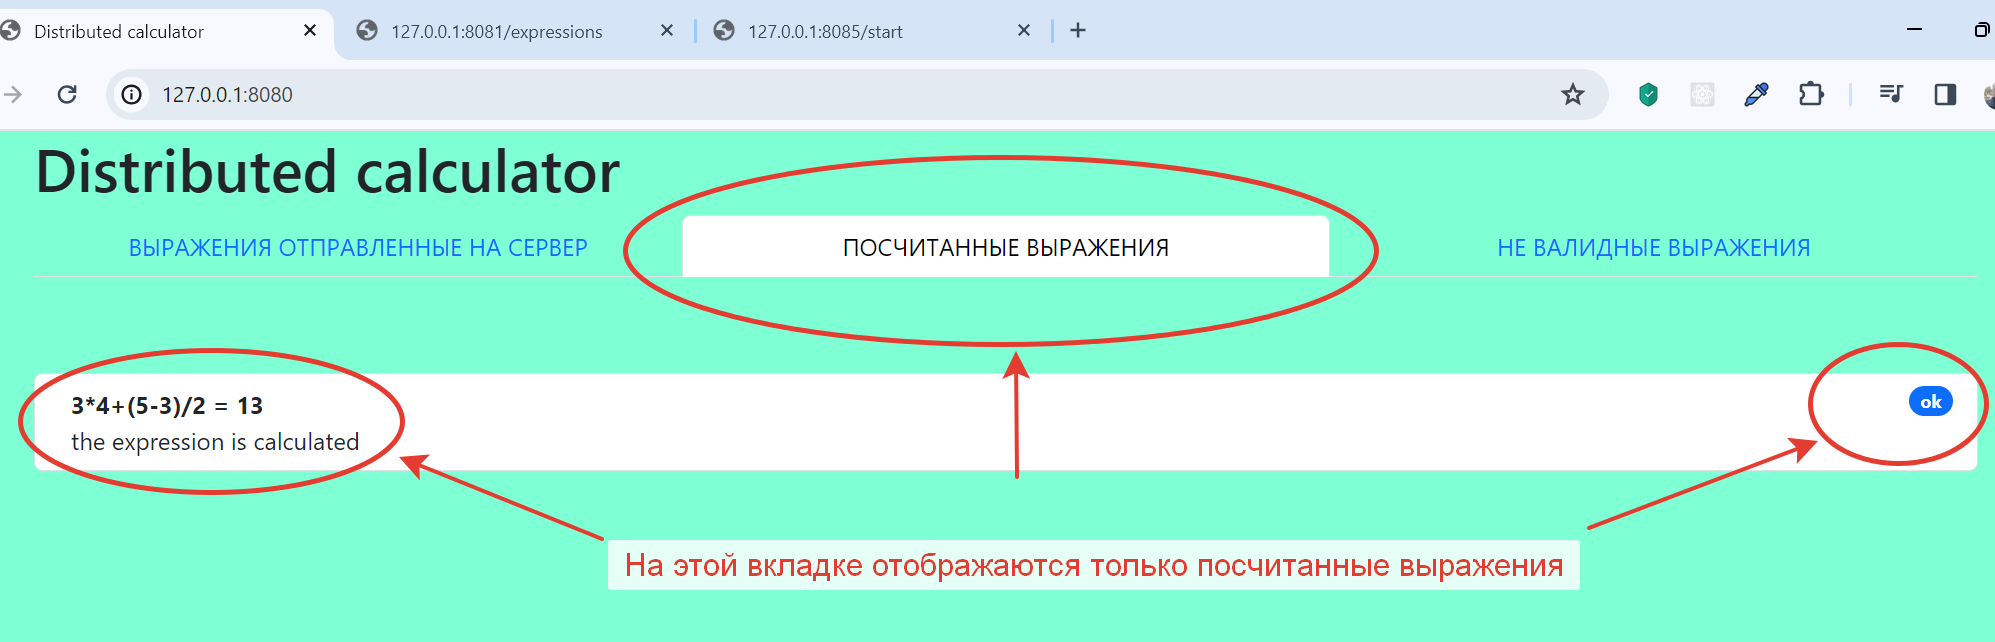 Distributed calculator
127.0.0.1:8081/expressions
127.0.0.1:8085/start
127.0.0.1:8080
Distributed calculator
ВЫРАЖЕНИЯ ОТПРАВЛЕННЫЕ НА СЕРВЕР
ПОСЧИТАННЫЕ ВЫРАЖЕНИЯ
НЕ ВАЛИДНЫЕ ВЫРАЖЕНИЯ
3*4+(5-3)/2 = 13
ok
the expression is calculated
На этой вкладке отображаются только посчитанные выражения